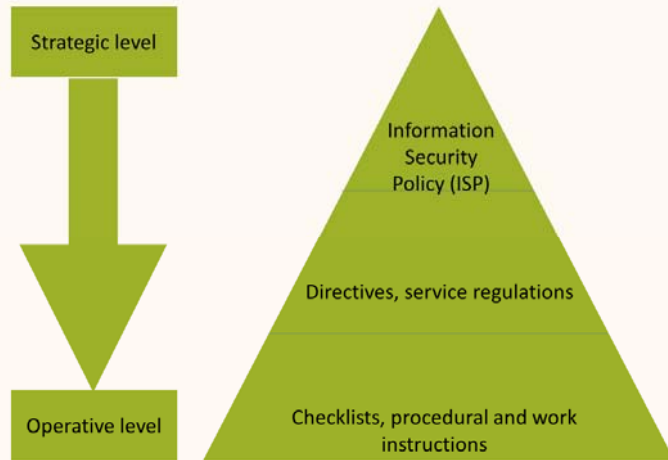 Strategic level
Information
Security
Policy (ISP)
Directives, service regulations
Operative level
Checklists, procedural and work
instructions